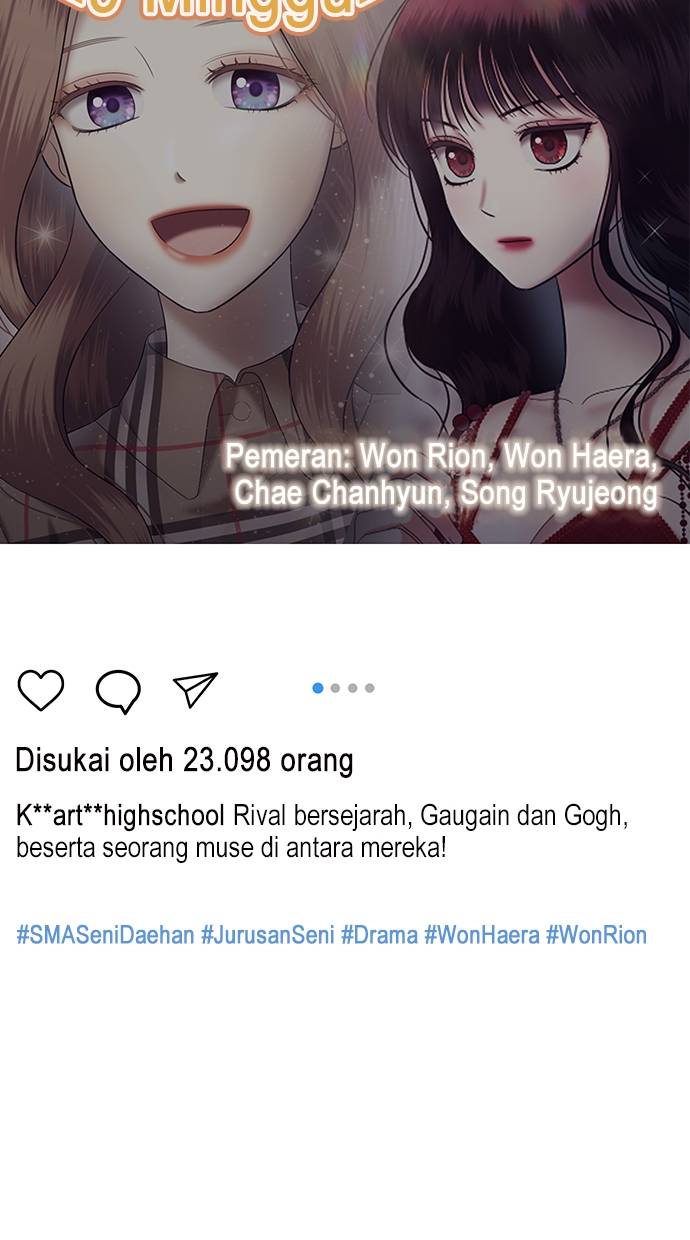 Minggu
Pemeran: Won Rion, Won Haera,
Chae Chanhyun, Song Ryujeong
Disukai oleh 23.098 orang
K**art**highschool Rival bersejarah, Gaugain dan Gogh,
beserta seorang muse di antara mereka!
#SMASeniDaehan #JurusanSeni #Drama #WonHaera #WonRion